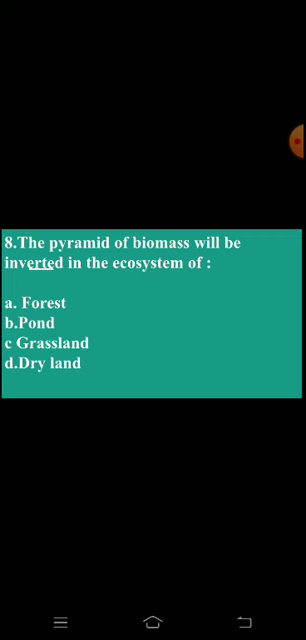 8.The pyramid of biomass will be
inverted in the ecosystem of :
a. Forest
b.Pond
c Grassland
d.Dry land